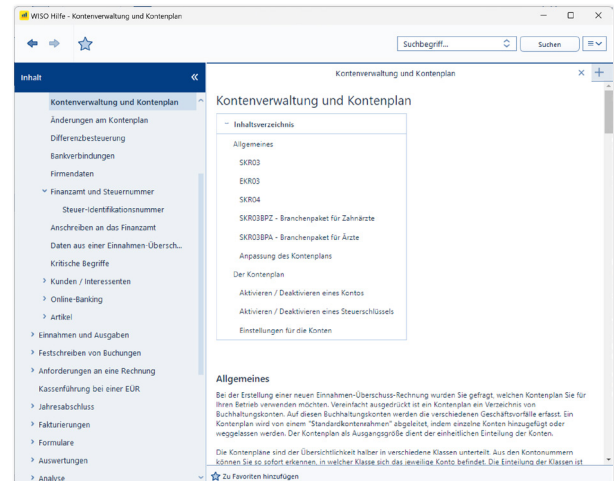 WISO Hilfe - Kontenverwaltung und Kontenplan
Suchbegriff...
Suchen
Inhalt
Kontenverwaltung und Kontenplan
Änderungen am Kontenplan
Differenzbesteuerung
Bankverbindungen
Firmendaten
Finanzamt und Steuernummer
Steuer-Identifikationsnummer
Anschreiben an das Finanzamt
Daten aus einer Einnahmen-Übersch...
Kritische Begriffe
Kunden / Interessenten
Online-Banking
Artikel
Einnahmen und Ausgaben
Festschreiben von Buchungen
Anforderungen an eine Rechnung
Kassenführung bei einer EÜR
Jahresabschluss
Fakturierungen
Formulare
Auswertungen
Analyse
Kontenverwaltung und Kontenplan
Kontenverwaltung und Kontenplan
Inhaltsverzeichnis
Allgemeines
SKR03
EKR03
SKR04
SKR03BPZ - Branchenpaket für Zahnärzte
SKR03BPA - Branchenpaket für Ärzte
Anpassung des Kontenplans
Der Kontenplan
Aktivieren / Deaktivieren eines Kontos
Aktivieren / Deaktivieren eines Steuerschlüssels
Einstellungen für die Konten
Allgemeines
Bei der Erstellung einer neuen Einnahmen-Überschuss-Rechnung wurden Sie gefragt, welchen Kontenplan Sie für
Ihren Betrieb verwenden möchten. Vereinfacht ausgedrückt ist ein Kontenplan ein Verzeichnis von
Buchhaltungskonten. Auf diesen Buchhaltungskonten werden die verschiedenen Geschäftsvorfälle erfasst. Ein
Kontenplan wird von einem "Standardkontenrahmen" abgeleitet, indem einzelne Konten hinzugefügt oder
weggelassen werden. Der Kontenplan als Ausgangsgröße dient der einheitlichen Einteilung der Konten.
Die Kontenpläne sind der Übersichtlichkeit halber in verschiedene Klassen unterteilt. Aus den Kontonummern
können Sie so sofort erkennen, in welcher Klasse sich das jeweilige Konto befindet. Die Einteilung der Klassen ist
Zu Favoriten hinzufügen